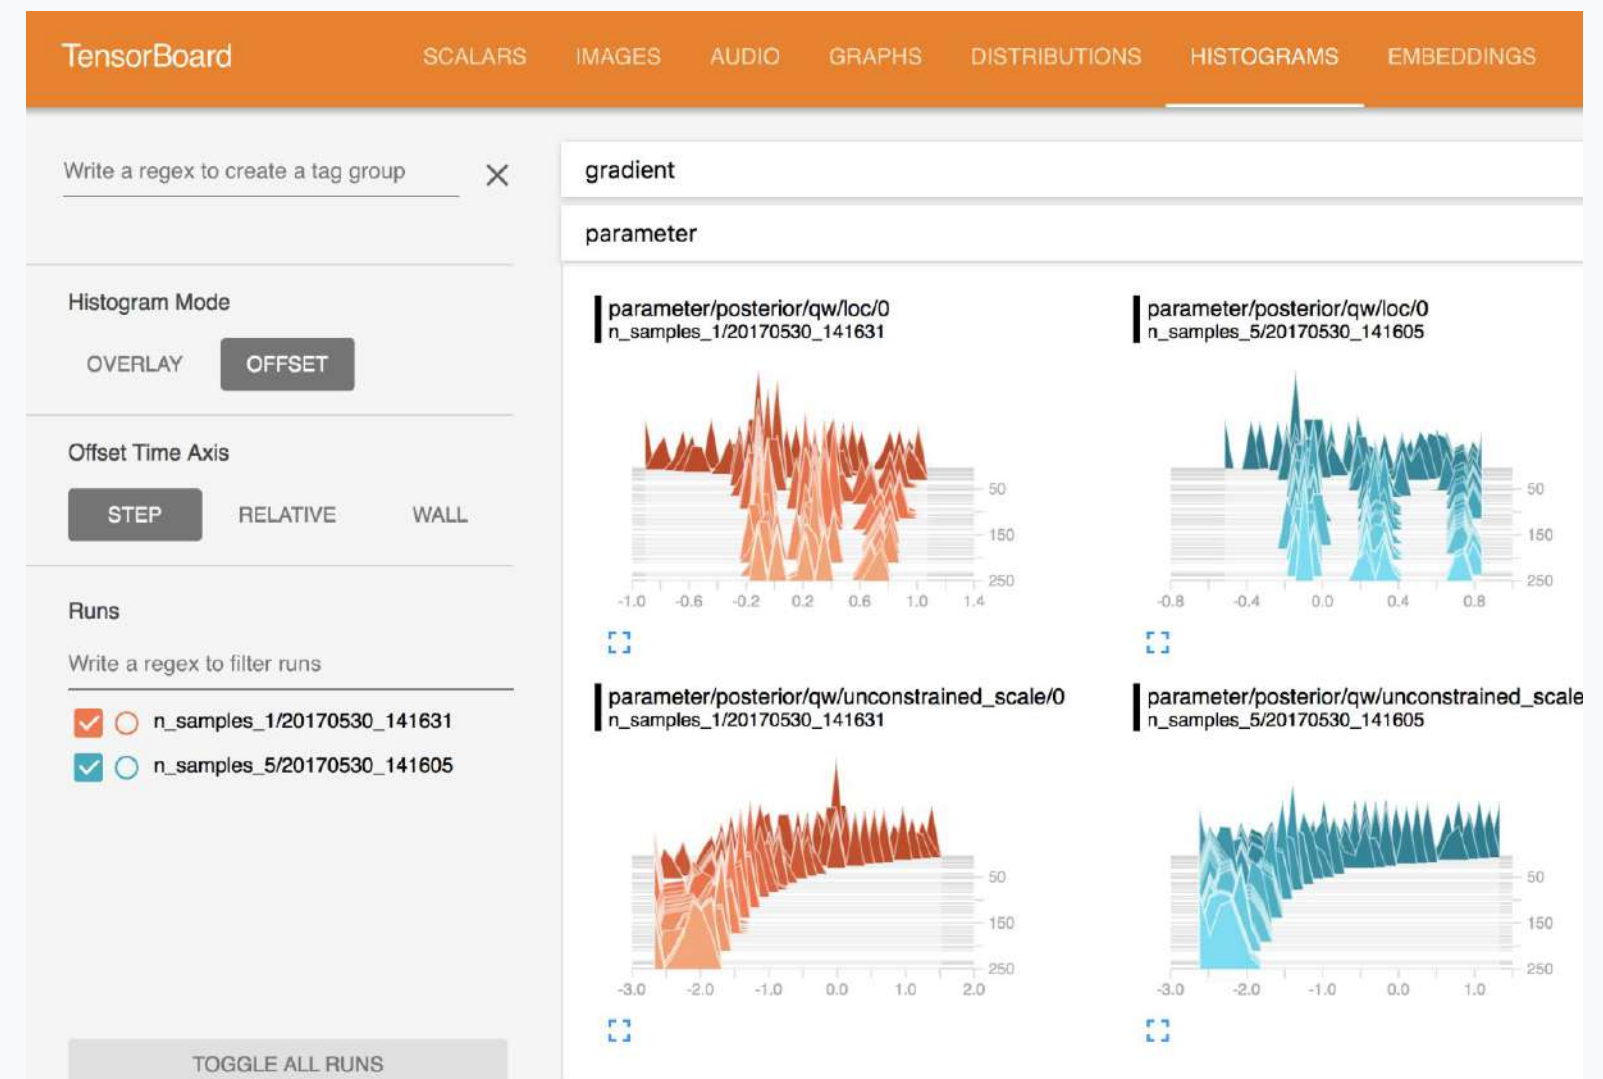 TensorBoard SCALARS IMAGES AUDIO GRAPHS DISTRIBUTIONS HISTOGRAMS EMBEDDINGS
Write a regex to create a tag group
Histogram Mode
OVERLAY OFFSET
Offset Time Axis
STEP RELATIVE WALL
Runs
Write a regex to filter runs
n_samples_1/20170530_141631
n_samples_5/20170530_141605
TOGGLE ALL RUNS
gradient
parameter
parameter/posterior/qw/loc/0
n_samples_1/20170530_141631
50
150
250
-1.0 -0.6 -0.2 0.2 0.6 1.0 1.4
parameter/posterior/qw/loc/0
n_samples_5/20170530_141605
50
150
250
-0.8 -0.4 0.0 0.4 0.8
parameter/posterior/qw/unconstrained_scale/0
n_samples_1/20170530_141631
50
150
250
-3.0 -2.0 -1.0 0.0 1.0 2.0
parameter/posterior/qw/unconstrained_scale
n_samples_5/20170530_141605
50
150
250
-3.0 -2.0 -1.0 0.0 1.0